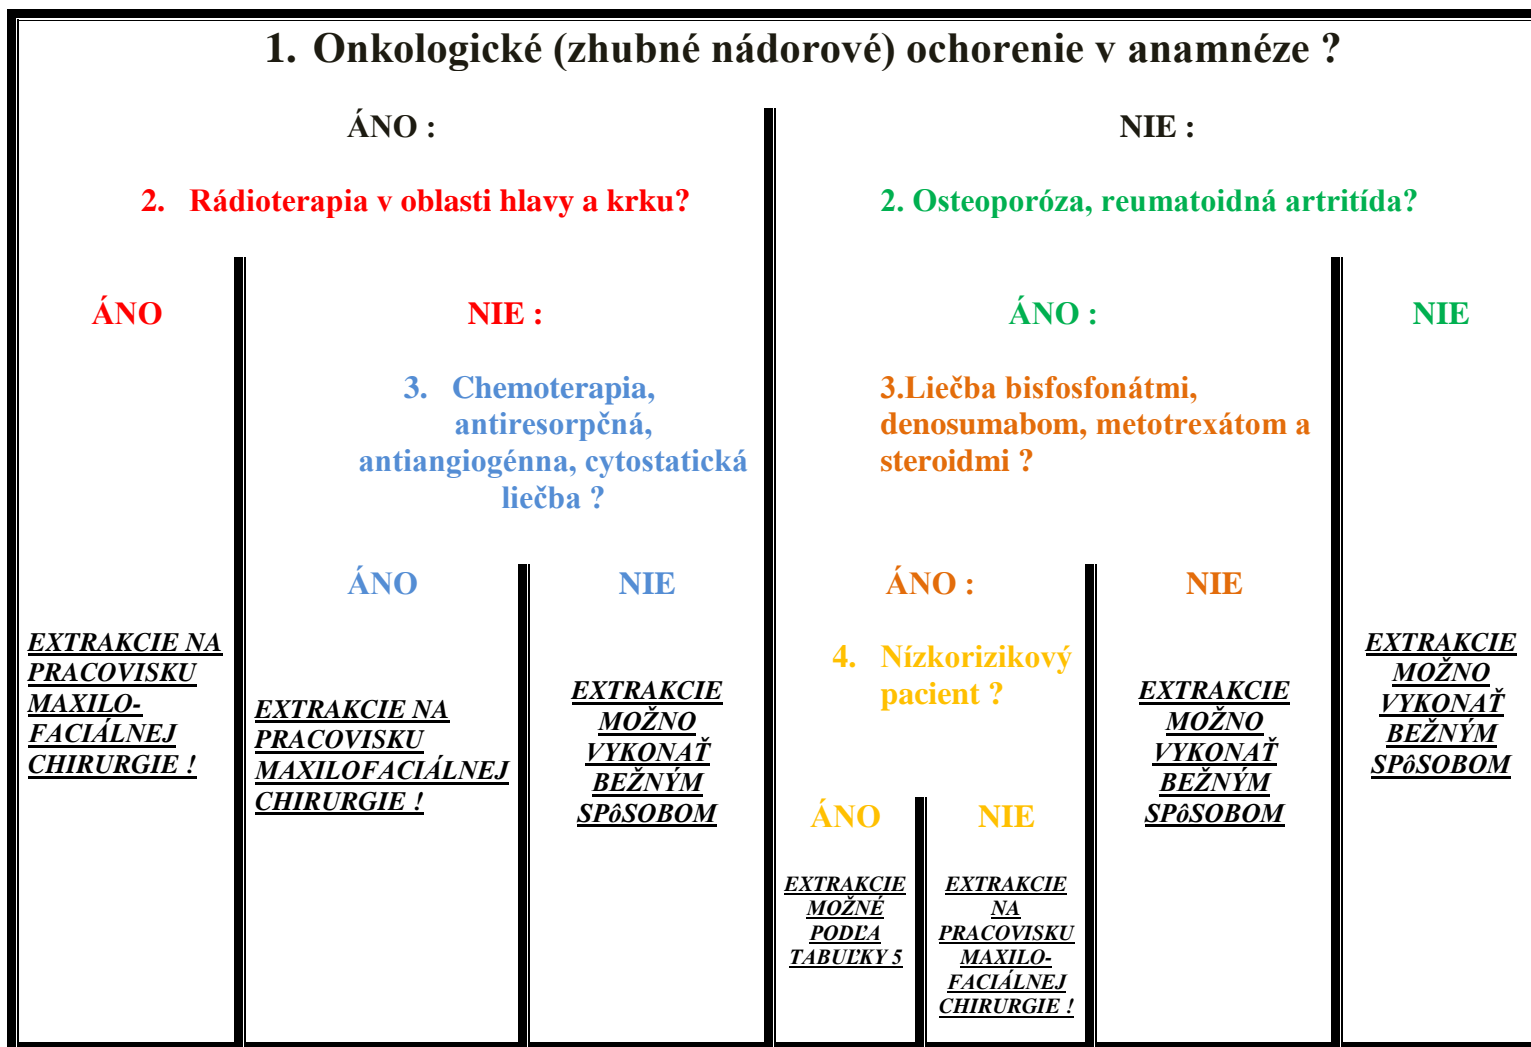 1. Onkologické (zhubné nádorové) ochorenie v anamnéze ?
ÁNO :
NIE :
2. Rádioterapia v oblasti hlavy a krku?
2. Osteoporóza, reumatoidná artritída?
ÁNO
NIE :
ÁNO :
NIE
3. Chemoterapia,
antiresorpčná,
antiangiogénna, cytostatická
liečba ?
3.Liečba bisfosfonátmi,
denosumabom, metotrexátom a
steroidmi ?
ÁNO
NIE
ÁNO :
NIE
EXTRAKCIE NA
PRACOVISKU
MAXILO-
FACIÁLNEJ
CHIRURGIE !
EXTRAKCIE NA
PRACOVISKU
MAXILOFACIÁLNEJ
CHIRURGIE !
EXTRAKCIE
MOŽNO
VYKONAŤ
BEŽNÝM
SPôSOBOM
4. Nízkorizikový
pacient ?
EXTRAKCIE
MOŽNO
VYKONAŤ
BEŽNÝM
SPôSOBOM
EXTRAKCIE
MOŽNO
VYKONAŤ
BEŽNÝM
SPôSOBOM
ÁNO
NIE
EXTRAKCIE
MOŽNÉ
PODĽA
TABUĽKY 5
EXTRAKCIE
NA
PRACOVISKU
MAXILO-
FACIÁLNEJ
CHIRURGIE !